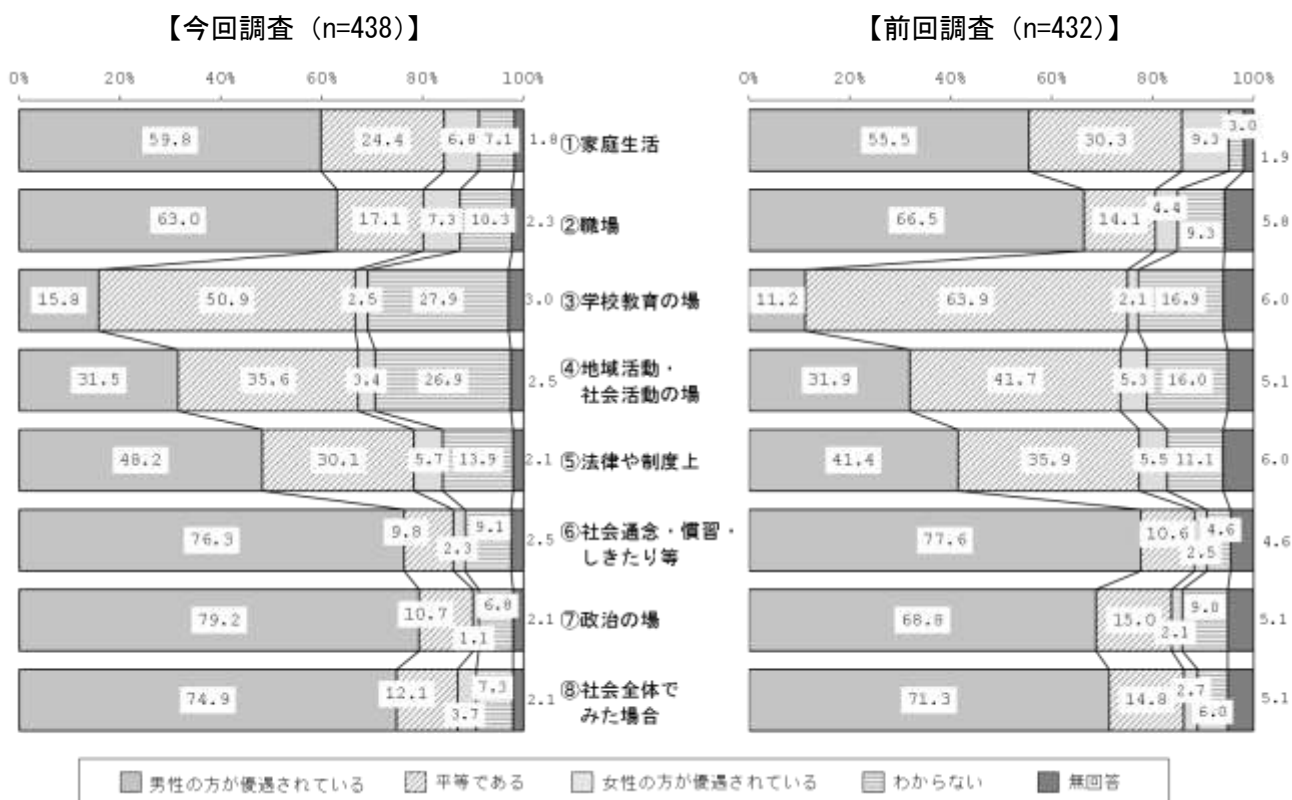 【今回調査（n=438）】
【前回調査（n=432）】
0% 20% 40% 60% 80% 100%
0% 20% 40% 60% 80% 100%
59.8 24.4 6.8 7.1 1.8 ①家庭生活 55.5 30.3 9.3 3.0 1.9
63.0 17.1 7.3 10.3 2.3 ②職場 66.5 14.1 4.4 9.3 5.8
15.8 50.9 2.5 27.9 3.0 ③学校教育の場 11.2 63.9 2.1 16.9 6.0
31.5 35.6 3.4 26.9 2.5 ④地域活動・
社会活動の場 31.9 41.7 5.3 16.0 5.1
48.2 30.1 5.7 13.9 2.1 ⑤法律や制度上 41.4 35.9 5.5 11.1 6.0
76.3 9.8 2.3 9.1 2.5 ⑥社会通念・慣習・
しきたり等 77.6 10.6 2.5 4.6 4.6
79.2 10.7 1.1 6.8 2.1 ⑦政治の場 68.8 15.0 2.1 9.0 5.1
74.9 12.1 3.7 7.3 2.1 ⑧社会全体で
みた場合 71.3 14.8 2.7 6.0 5.1
男性の方が優遇されている 平等である 女性の方が優遇されている わからない 無回答